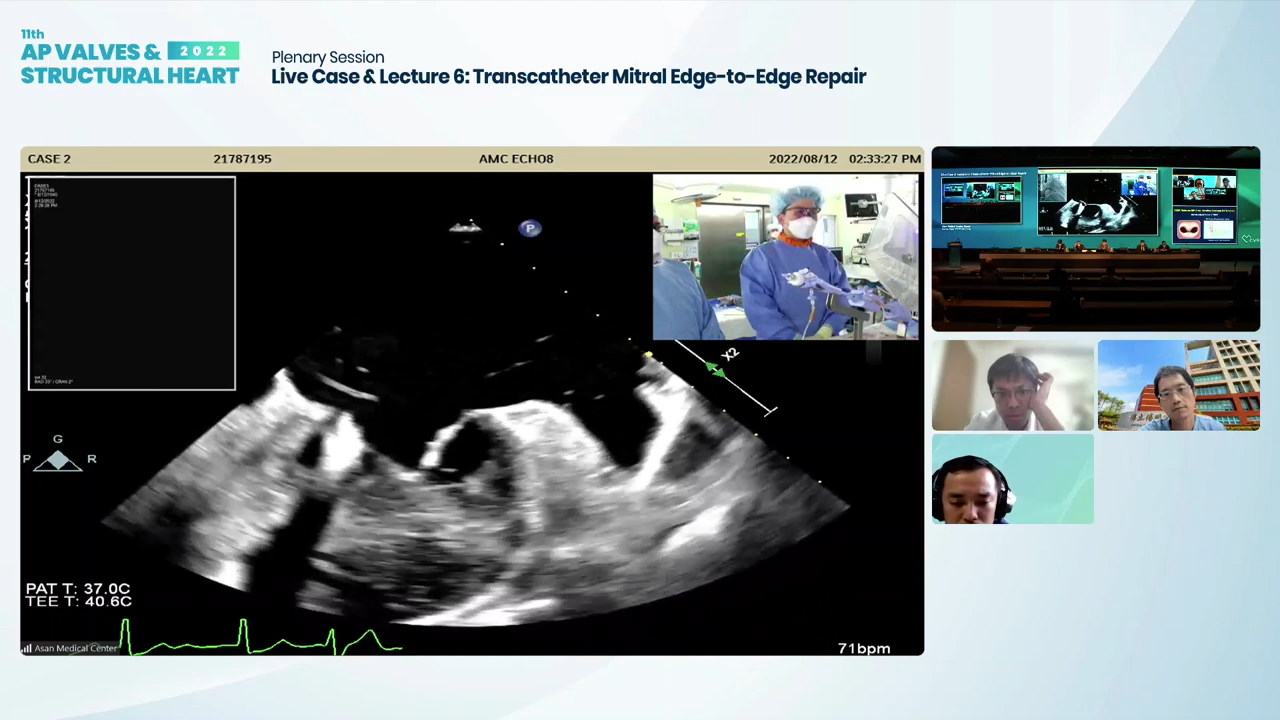 11th
AP VALVES & 2022
STRUCTURAL HEART
Plenary Session
Live Case & Lecture 6: Transcatheter Mitral Edge-to-Edge Repair
CASE 2 21787195 AMC ECHO8 2022/08/12 02:33:27 PM
P
X2
G
P R
PAT T: 37.0C
TEE T: 40.6C
Asan Medical Center
71bpm